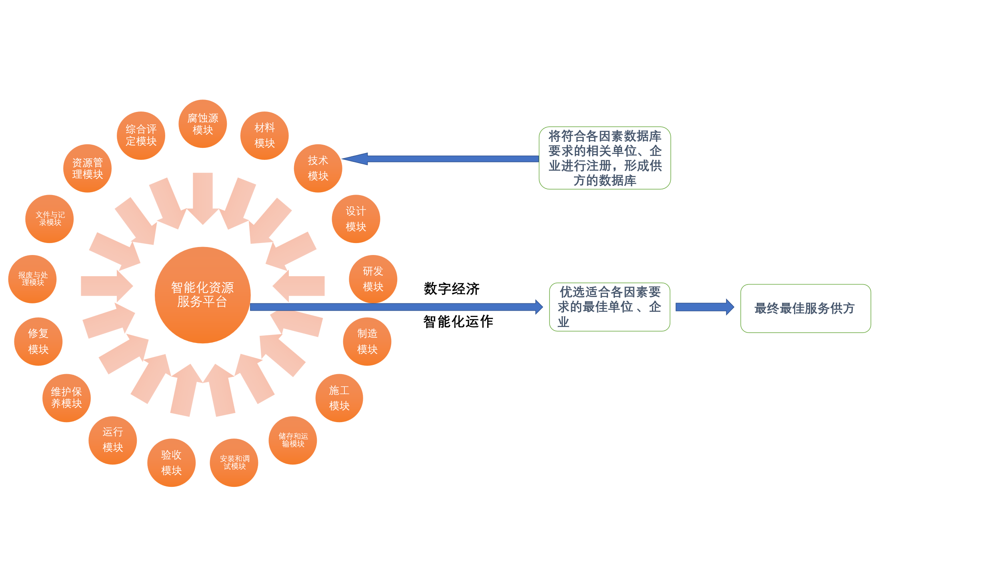 腐蚀源
模块
材料
模块
技术
模块
设计
模块
研发
模块
制造
模块
施工
模块
储存和运
输模块
安装和调
试模块
验收
模块
运行
模块
维护保
养模块
修复
模块
报废与处
理模块
文件与记
录模块
资源管
理模块
综合评
定模块
智能化资源
服务平台
将符合各因素数据库
要求的相关单位、企
业进行注册，形成供
方的数据库
数字经济
智能化运作
优选适合各因素要
求的最佳单位 、企
业
最终最佳服务供方